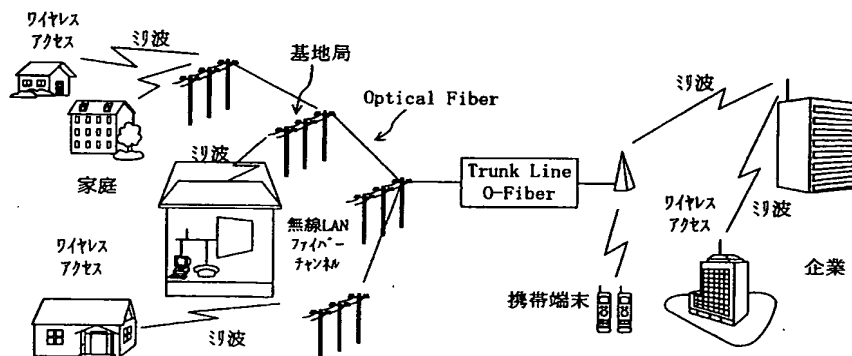 ワイヤレス
アクセス
ミリ波
基地局
Optical Fiber
家庭
ミリ波
無線LAN
ファイバー
チャンネル
ワイヤレス
アクセス
ミリ波
Trunk Line
O-Fiber
ミリ波
ワイヤレス
アクセス
ミリ波
携帯端末
企業